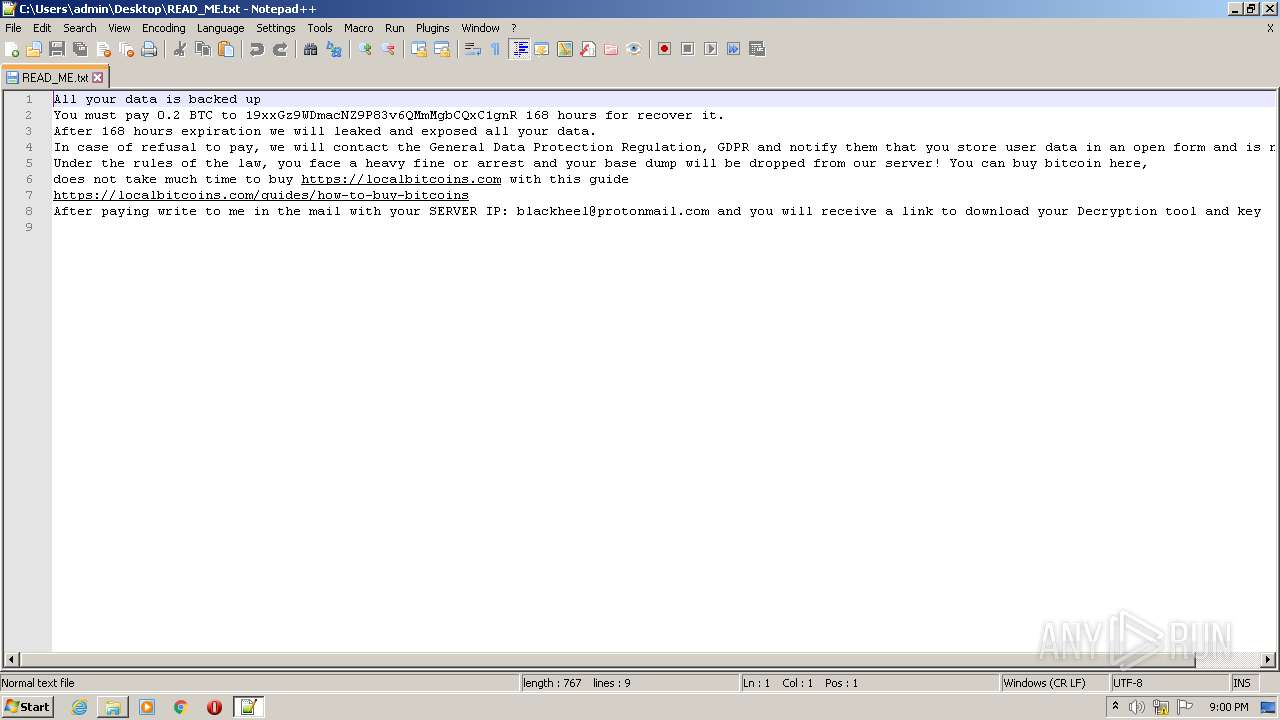 C:\Users\admin\Desktop\READ_ME.txt - Notepad++
File Edit Search View Encoding Language Settings Tools Macro Run Plugins Window ? X
READ_ME.txt
1 All your data is backed up
2 You must pay 0.2 BTC to 19xxGz9WDmacNZ9P83v6QMmMgbCQxC1gnR 168 hours for recover it.
3 After 168 hours expiration we will leaked and exposed all your data.
4 In case of refusal to pay, we will contact the General Data Protection Regulation, GDPR and notify them that you store user data in an open form and is
5 Under the rules of the law, you face a heavy fine or arrest and your base dump will be dropped from our server! You can buy bitcoin here,
6 does not take much time to buy https://localbitcoins.com with this guide
7 https://localbitcoins.com/guides/how-to-buy-bitcoins
8 After paying write to me in the mail with your SERVER IP: blackheel@protonmail.com and you will receive a link to download your Decryption tool and key
9
ANY RUN
Normal text file length : 767 lines : 9 Ln : 1 Col : 1 Pos : 1 Windows (CR LF) UTF-8 INS
Start 9:00 PM